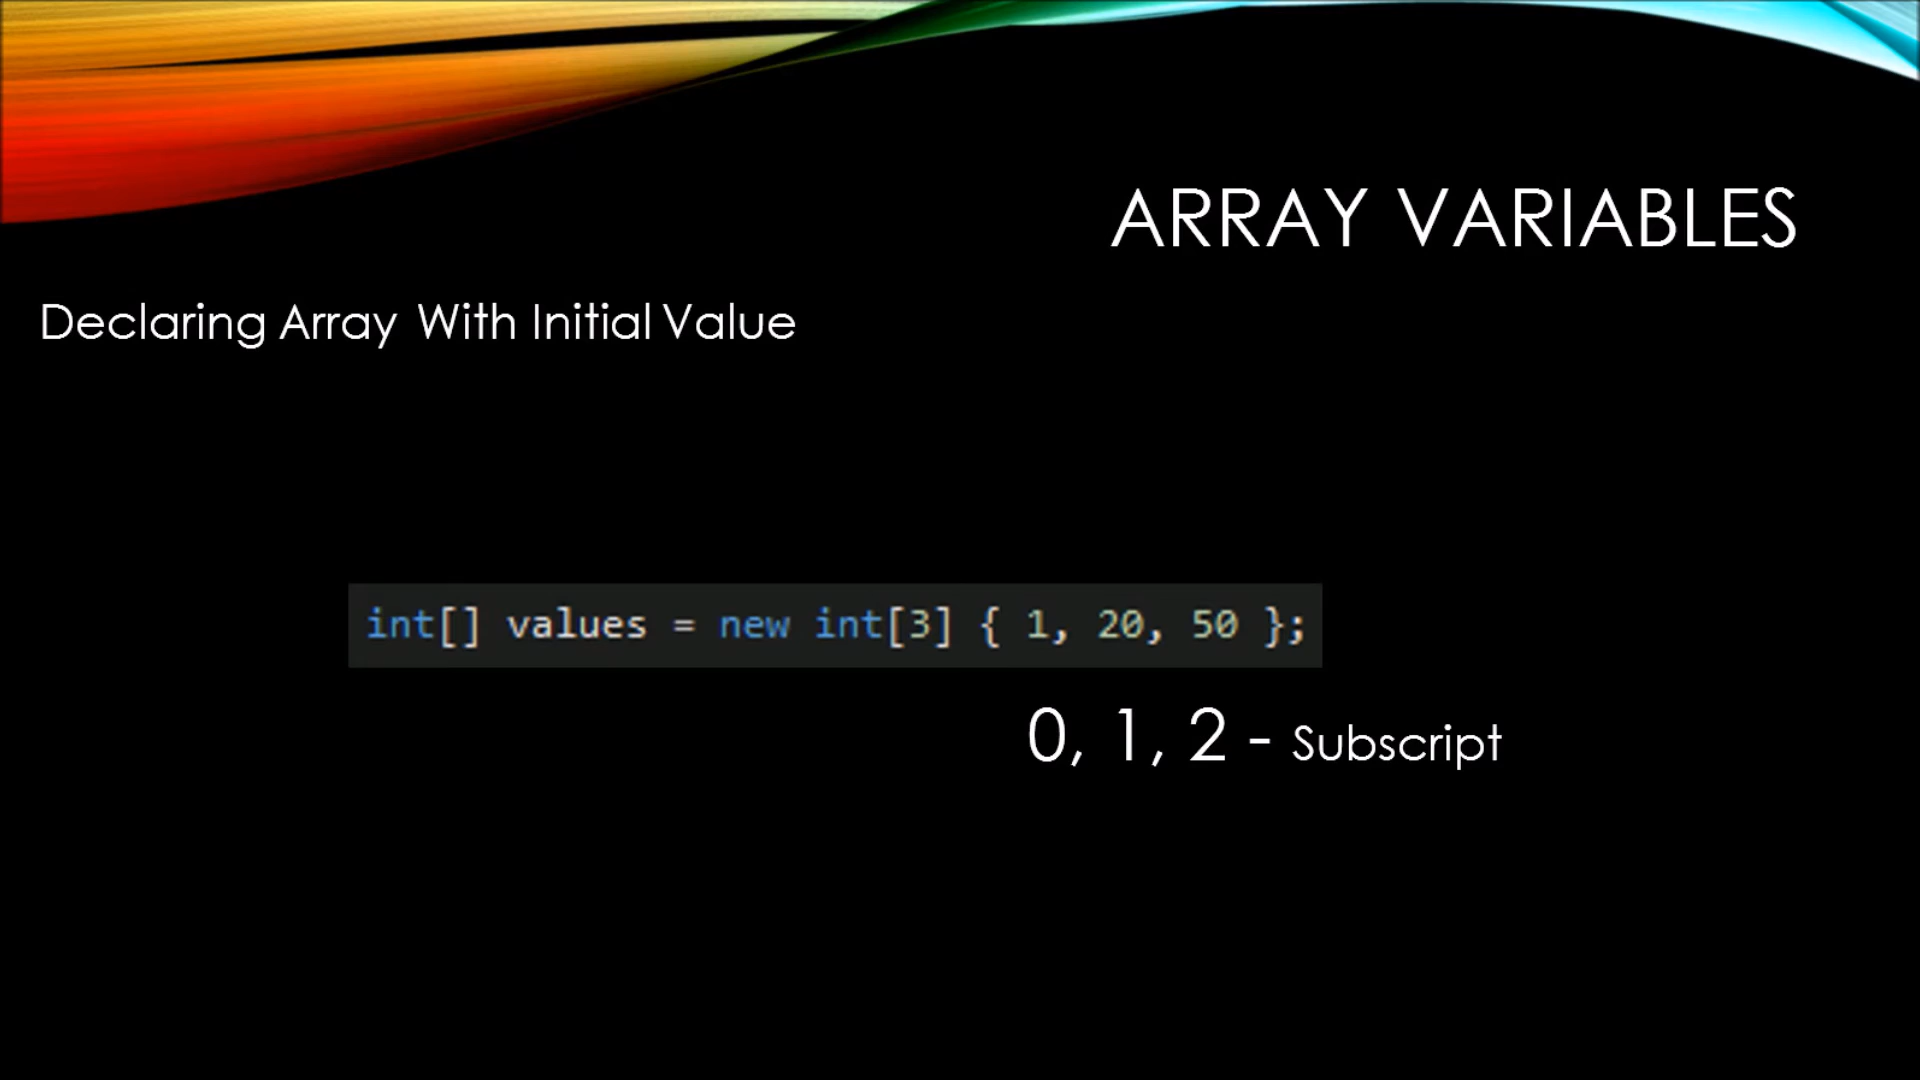 ARRAY VARIABLES
Declaring Array With Initial Value
int[] values = new int[3] { 1, 20, 50 };
0, 1, 2 - Subscript